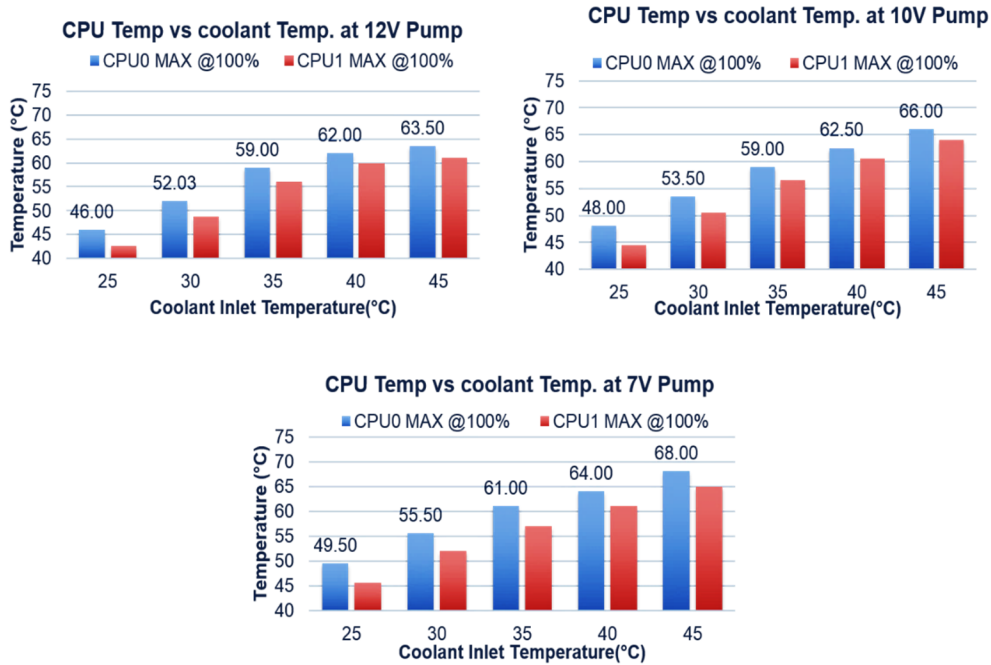 CPU Temp vs coolant Temp. at 12V Pump
CPU0 MAX @100% CPU1 MAX @100%
Temperature (°C)
75
70
65
60
55
50
45
40
46.00
52.03
59.00
62.00
63.50
25 30 35 40 45
Coolant Inlet Temperature(°C)
CPU Temp vs coolant Temp. at 10V Pump
CPU0 MAX @100% CPU1 MAX @100%
Temperature (°C)
75
70
65
60
55
50
45
40
48.00
53.50
59.00
62.50
66.00
25 30 35 40 45
Coolant Inlet Temperature(°C)
CPU Temp vs coolant Temp. at 7V Pump
CPU0 MAX @100% CPU1 MAX @100%
Temperature (°C)
75
70
65
60
55
50
45
40
49.50
55.50
61.00
64.00
68.00
25 30 35 40 45
Coolant Inlet Temperature(°C)